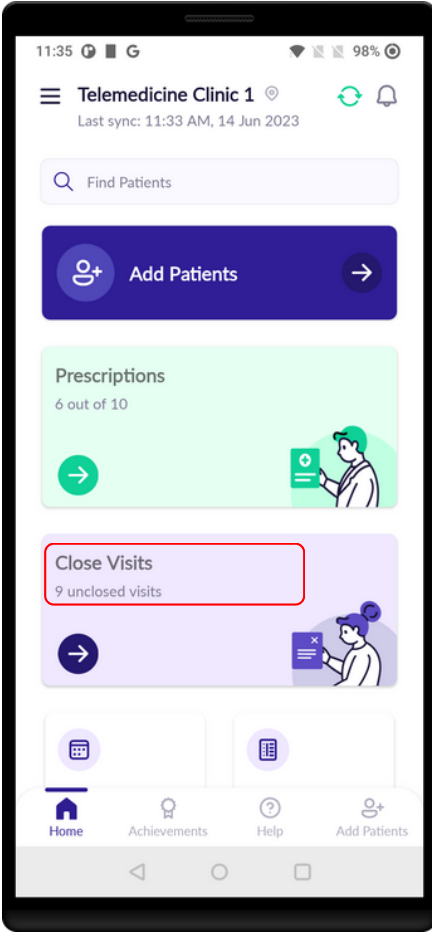 11:35 G 98%
Telemedicine Clinic 1
Last sync: 11:33 AM, 14 Jun 2023
Find Patients
Add Patients
Prescriptions
6 out of 10
Close Visits
9 unclosed visits
Home Achievements Help Add Patients